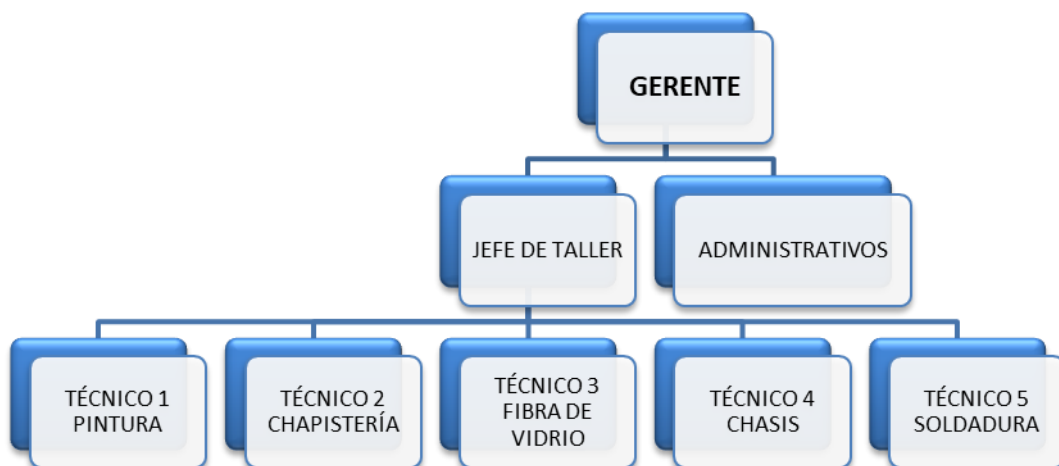 GERENTE
JEFE DE TALLER
ADMINISTRATIVOS
TÉCNICO 1
PINTURA
TÉCNICO 2
CHAPISTERÍA
TÉCNICO 3
FIBRA DE
VIDRIO
TÉCNICO 4
CHASIS
TÉCNICO 5
SOLDADURA